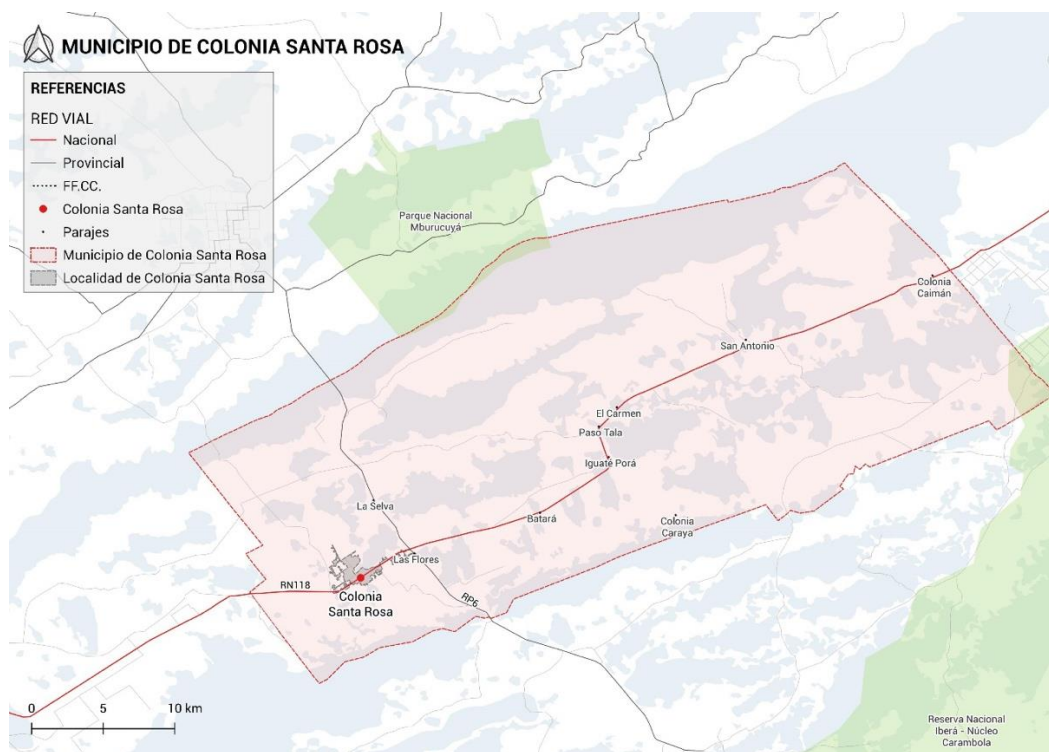 MUNICIPIO DE COLONIA SANTA ROSA
REFERENCIAS
RED VIAL
Nacional
Provincial
FF.CC.
Colonia Santa Rosa
Parajes
Municipio de Colonia Santa Rosa
Localidad de Colonia Santa Rosa
Parque Nacional
Mburucuyá
Colonia
Caimán
San Antonio
El Carmen
Paso Tala
Iguaté Porá
La Selva
Batará
Colonia
Caraya
Las Flores
RN118
Colonia
Santa Rosa
RP6
0 5 10 km
Reserva Nacional
Iberá - Núcleo
Carambola